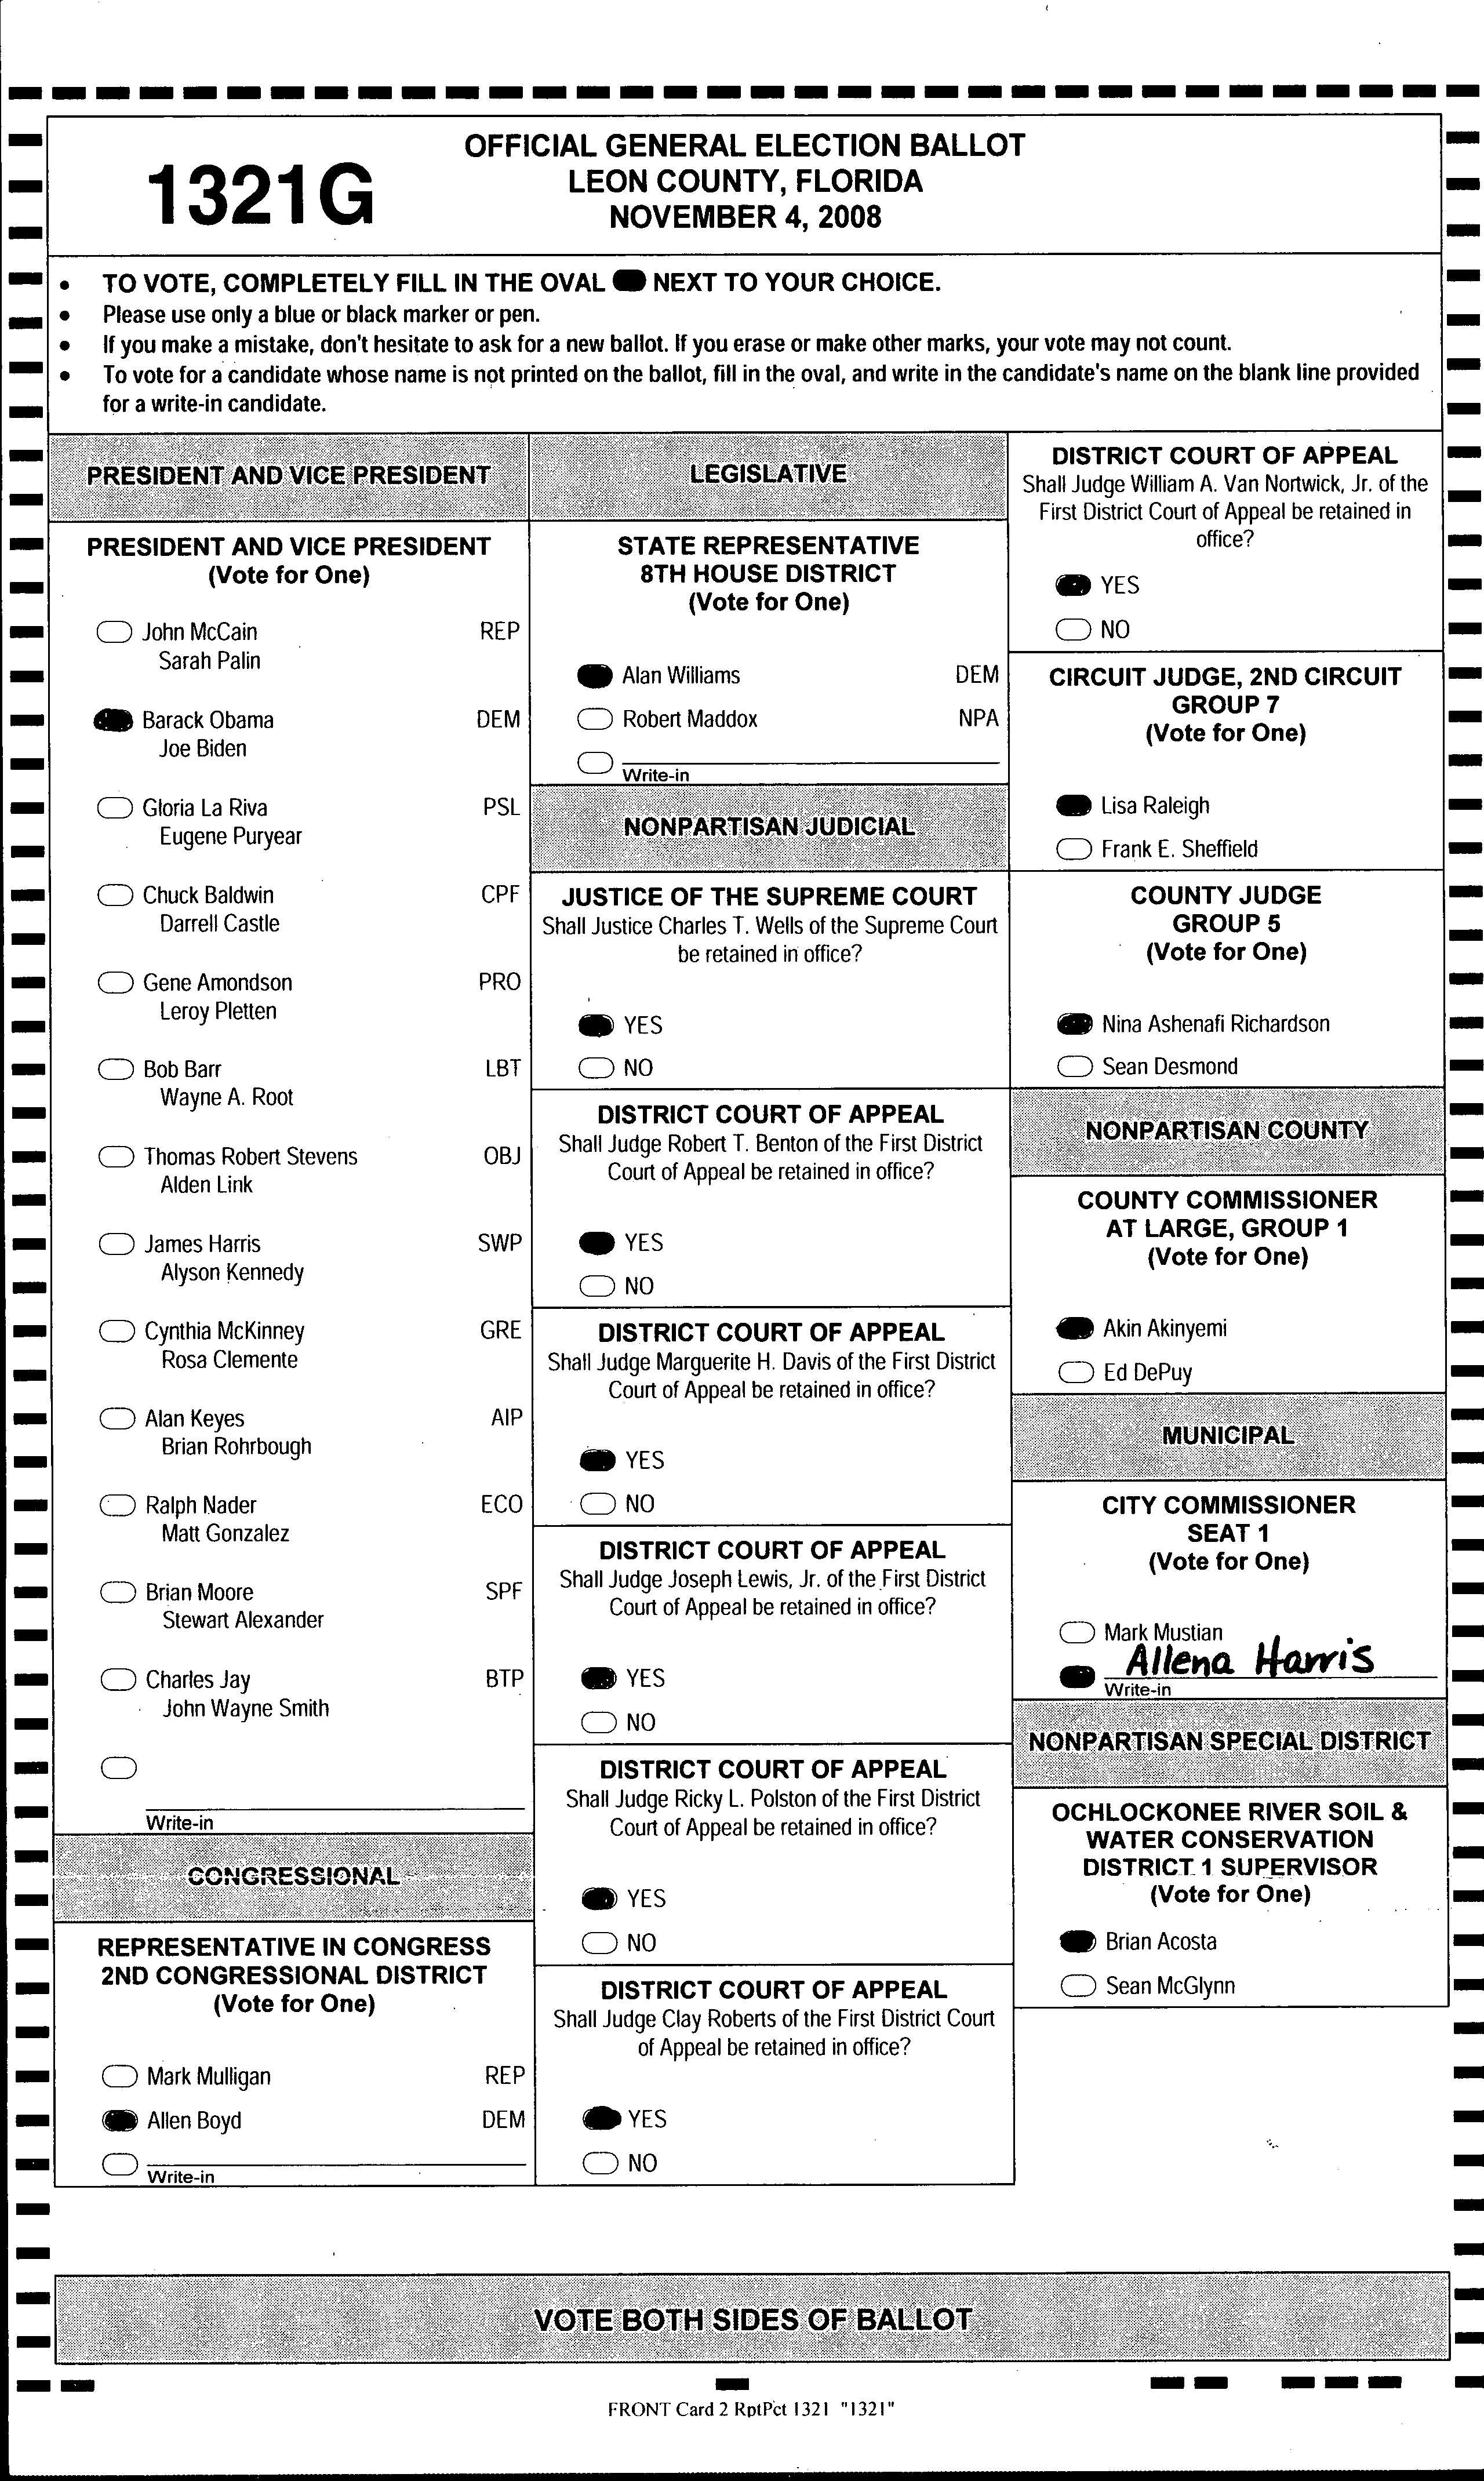 1321G
OFFICIAL GENERAL ELECTION BALLOT
LEON COUNTY, FLORIDA
NOVEMBER 4, 2008
• TO VOTE, COMPLETELY FILL IN THE OVAL NEXT TO YOUR CHOICE.
• Please use only a blue or black marker or pen.
• If you make a mistake, don't hesitate to ask for a new ballot. If you erase or make other marks, your vote may not count.
• To vote for a candidate whose name is not printed on the ballot, fill in the oval, and write in the candidate's name on the blank line provided
for a write-in candidate.
PRESIDENT AND VICE PRESIDENT
PRESIDENT AND VICE PRESIDENT
(Vote for One)
John McCain REP
Sarah Palin
Barack Obama DEM
Joe Biden
Gloria La Riva PSL
Eugene Puryear
Chuck Baldwin CPF
Darrell Castle
Gene Amondson PRO
Leroy Pletten
Bob Barr LBT
Wayne A. Root
Thomas Robert Stevens OBJ
Alden Link
James Harris SWP
Alyson Kennedy
Cynthia McKinney GRE
Rosa Clemente
Alan Keyes AIP
Brian Rohrbough
Ralph Nader ECO
Matt Gonzalez
Brian Moore SPF
Stewart Alexander
Charles Jay BTP
John Wayne Smith
Write-in
CONGRESSIONAL
REPRESENTATIVE IN CONGRESS
2ND CONGRESSIONAL DISTRICT
(Vote for One)
Mark Mulligan REP
Allen Boyd DEM
Write-in
LEGISLATIVE
STATE REPRESENTATIVE
8TH HOUSE DISTRICT
(Vote for One)
Alan Williams DEM
Robert Maddox NPA
Write-in
NONPARTISAN JUDICIAL
JUSTICE OF THE SUPREME COURT
Shall Justice Charles T. Wells of the Supreme Court
be retained in office?
YES
NO
DISTRICT COURT OF APPEAL
Shall Judge Robert T. Benton of the First District
Court of Appeal be retained in office?
YES
NO
DISTRICT COURT OF APPEAL
Shall Judge Marguerite H. Davis of the First District
Court of Appeal be retained in office?
YES
NO
DISTRICT COURT OF APPEAL
Shall Judge Joseph Lewis, Jr. of the First District
Court of Appeal be retained in office?
YES
NO
DISTRICT COURT OF APPEAL
Shall Judge Ricky L. Polston of the First District
Court of Appeal be retained in office?
YES
NO
DISTRICT COURT OF APPEAL
Shall Judge Clay Roberts of the First District Court
of Appeal be retained in office?
YES
NO
DISTRICT COURT OF APPEAL
Shall Judge William A. Van Nortwick, Jr. of the
First District Court of Appeal be retained in
office?
YES
NO
CIRCUIT JUDGE, 2ND CIRCUIT
GROUP 7
(Vote for One)
Lisa Raleigh
Frank E. Sheffield
COUNTY JUDGE
GROUP 5
(Vote for One)
Nina Ashenafi Richardson
Sean Desmond
NONPARTISAN COUNTY
COUNTY COMMISSIONER
AT LARGE, GROUP 1
(Vote for One)
Akin Akinyemi
Ed DePuy
MUNICIPAL
CITY COMMISSIONER
SEAT 1
(Vote for One)
Mark Mustian
Allena Harris
Write-in
NONPARTISAN SPECIAL DISTRICT
OCHLOCKONEE RIVER SOIL &
WATER CONSERVATION
DISTRICT 1 SUPERVISOR
(Vote for One)
Brian Acosta
Sean McGlynn
VOTE BOTH SIDES OF BALLOT
FRONT Card 2 RptPct 1321 "1321"